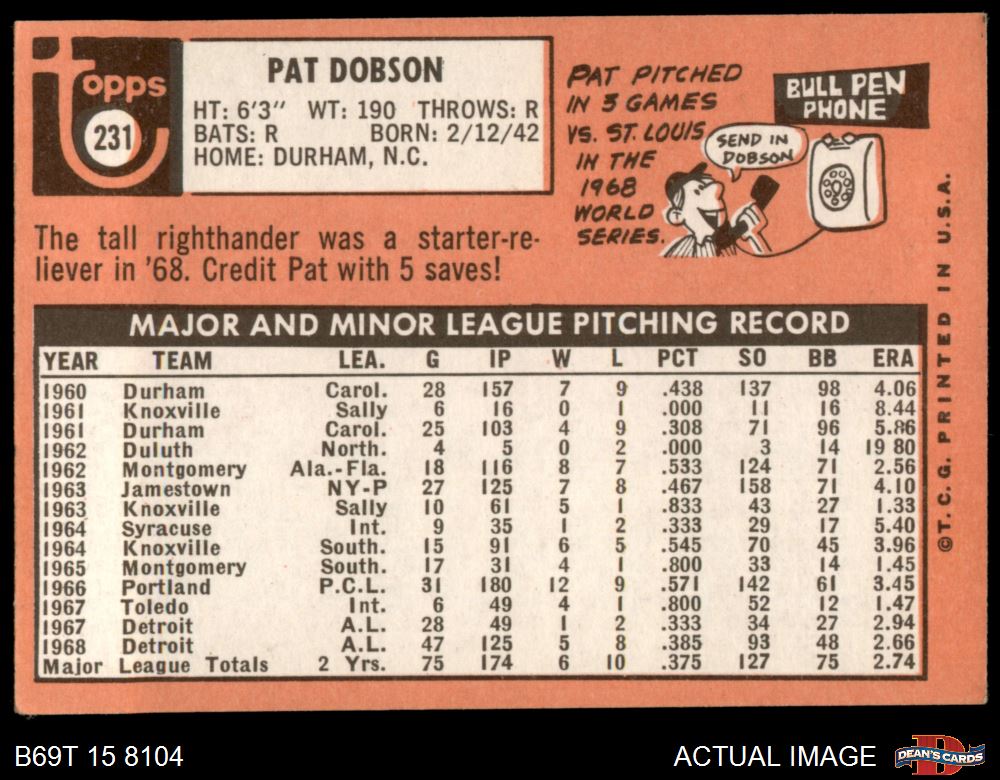 Topps
231
PAT DOBSON
HT: 6'3" WT: 190 THROWS: R
BATS: R BORN: 2/12/42
HOME: DURHAM, N.C.
PAT PITCHED
IN 3 GAMES
VS. ST. LOUIS
IN THE
1968
WORLD
SERIES.
SEND IN
DOBSON
BULL PEN
PHONE
The tall righthander was a starter-re-
liever in '68. Credit Pat with 5 saves!
MAJOR AND MINOR LEAGUE PITCHING RECORD
YEAR TEAM LEA. G IP W L PCT SO BB ERA
1960 Durham Carol. 28 157 7 9 .438 137 98 4.06
1961 Knoxville Sally 6 16 0 1 .000 11 16 8.44
1961 Durham Carol. 25 103 4 9 .308 71 96 5.86
1962 Duluth North. 4 5 0 2 .000 3 14 19 80
1962 Montgomery Ala.-Fla. 18 116 8 7 .533 124 71 2.56
1963 Jamestown NY-P 27 125 7 8 .467 158 71 4.10
1963 Knoxville Sally 10 61 5 1 .833 43 27 1.33
1964 Syracuse Int. 9 35 1 2 .333 29 17 5.40
1964 Knoxville South. 15 91 6 5 .545 70 45 3.96
1965 Montgomery South. 17 31 4 1 .800 33 14 1.45
1966 Portland P.C.L. 31 180 12 9 .571 142 61 3.45
1967 Toledo Int. 6 49 4 1 .800 52 12 1.47
1967 Detroit A.L. 28 49 1 2 .333 34 27 2.94
1968 Detroit A.L. 47 125 5 8 .385 93 48 2.66
Major League Totals 2 Yrs. 75 174 6 10 .375 127 75 2.74
©T. C. G. PRINTED IN U.S.A.
B69T 15 8104
ACTUAL IMAGE
D
DEAN'S CARDS